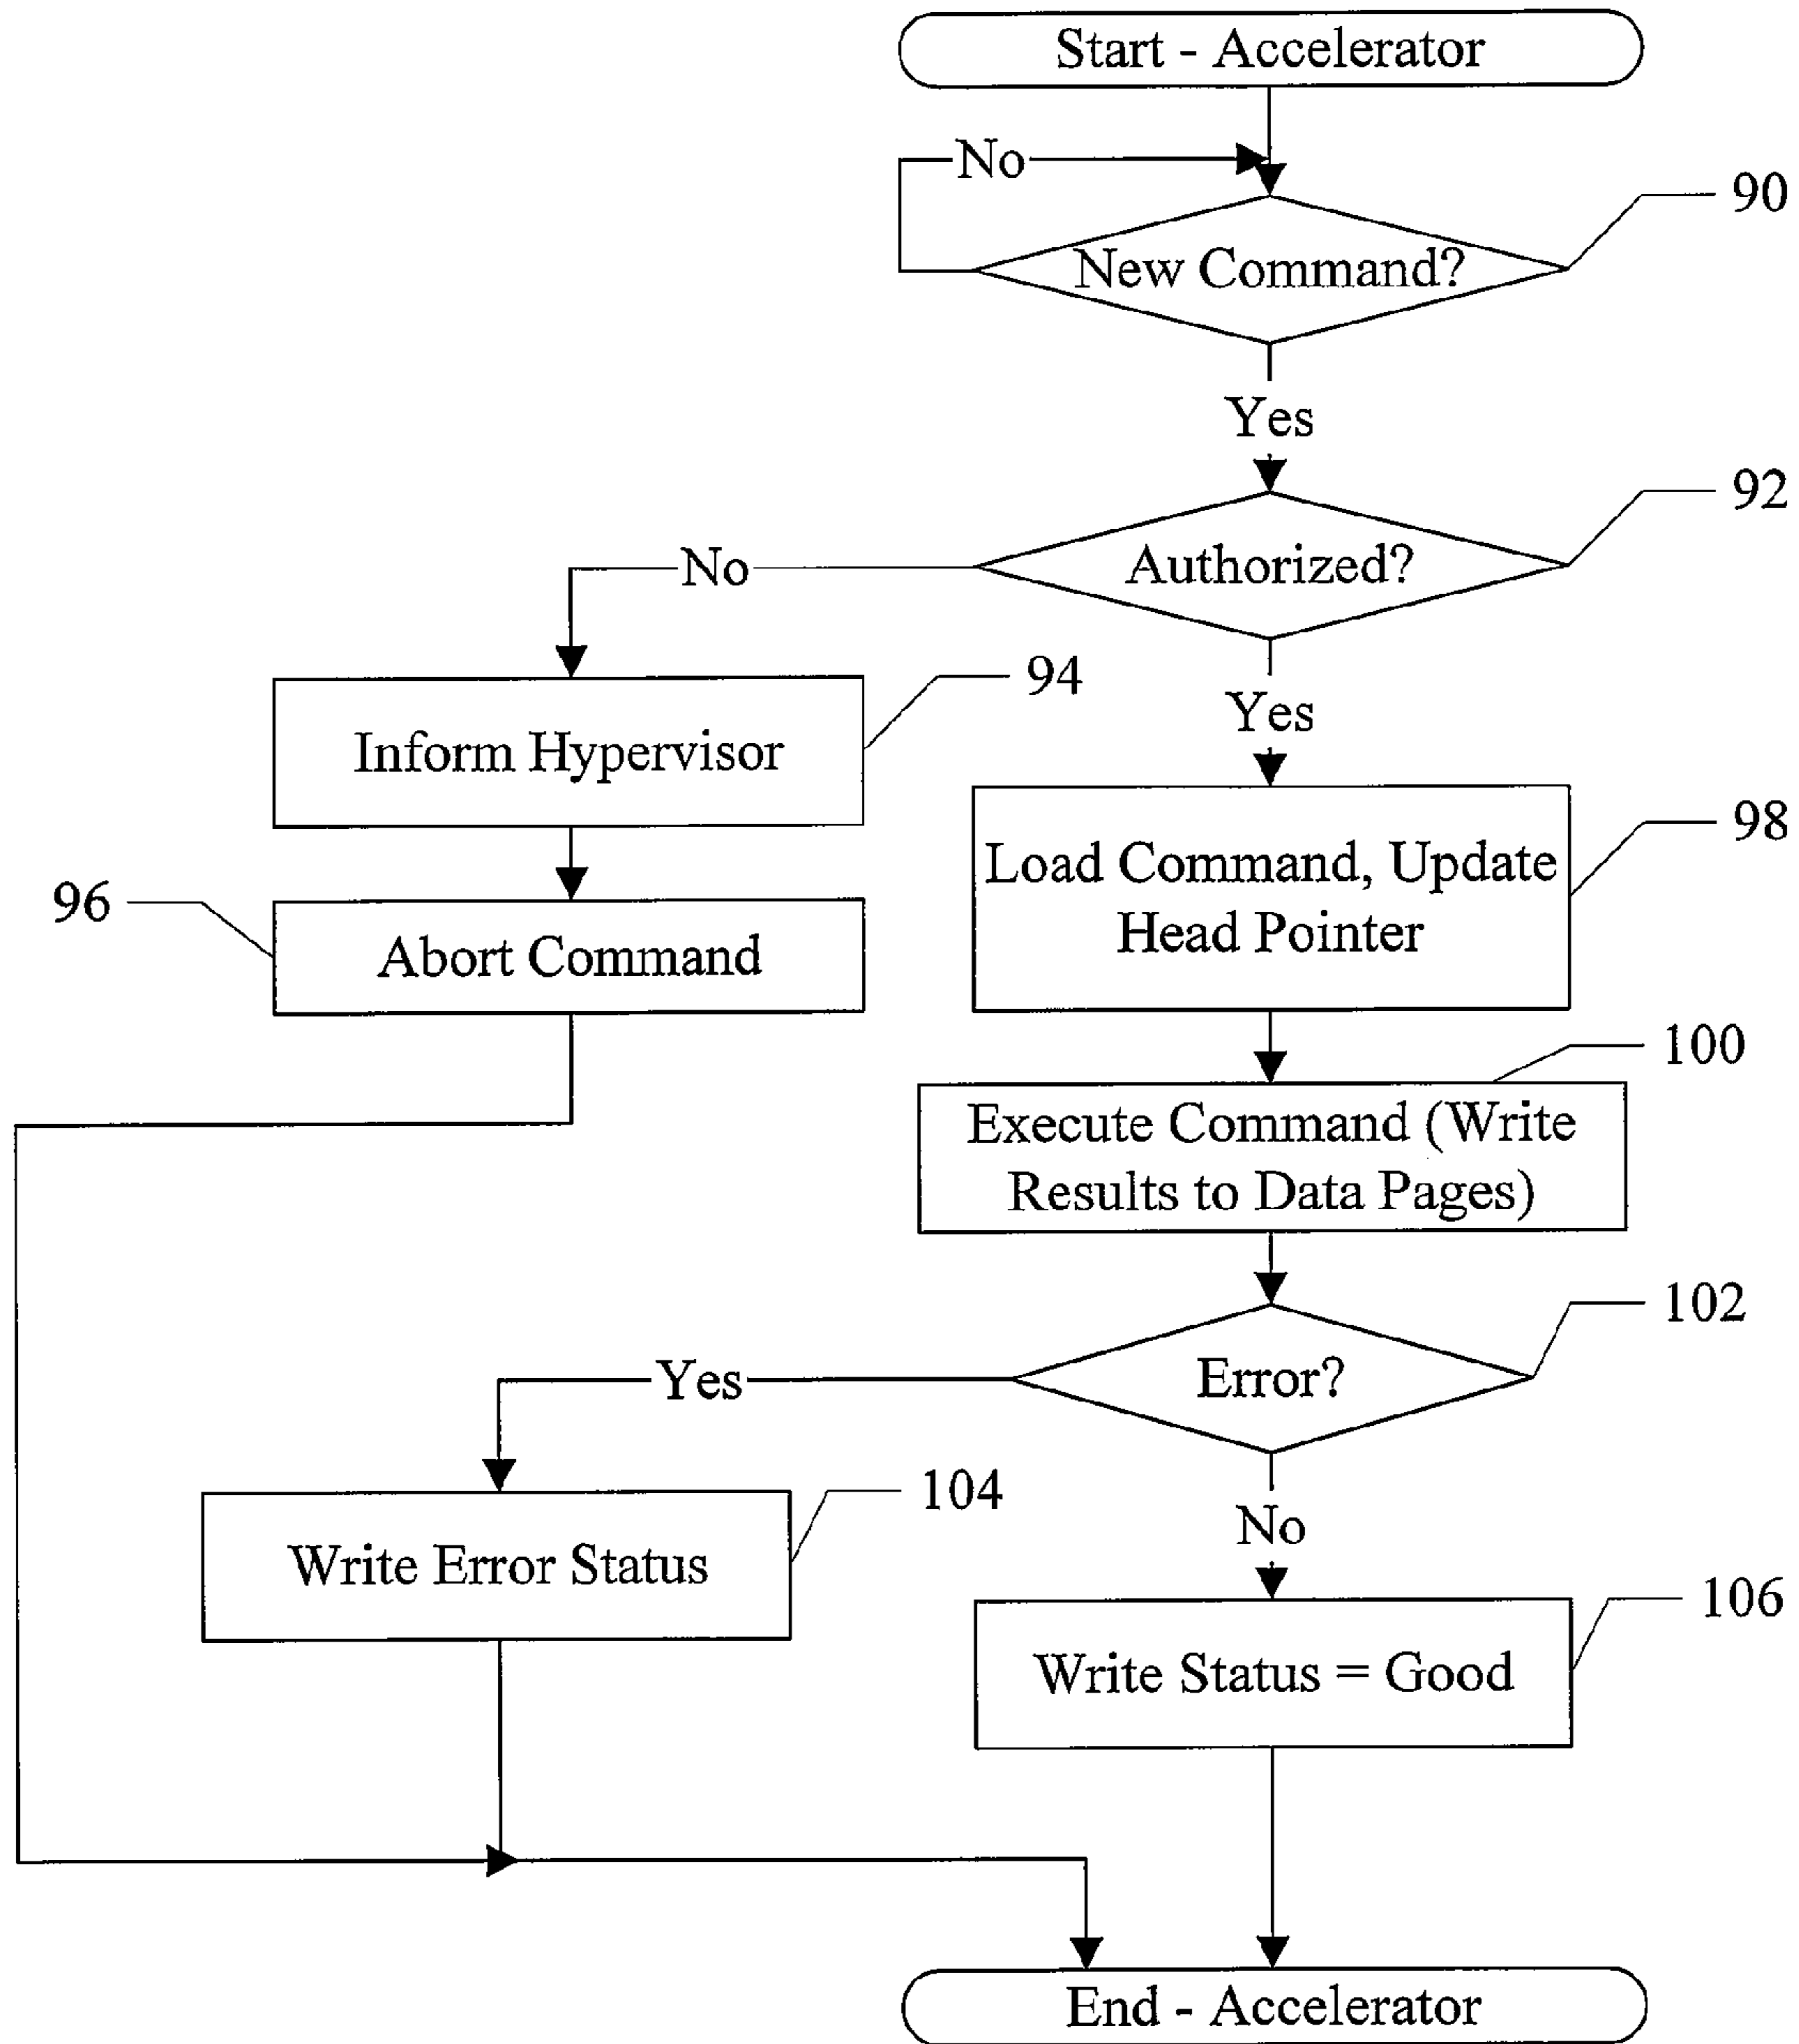 Start - Accelerator
No
90
New Command?
Yes
92
Authorized?
No
94
Yes
Inform Hypervisor
98
Load Command, Update
Head Pointer
96
Abort Command
100
Execute Command (Write
Results to Data Pages)
102
Error?
Yes
104
No
Write Error Status
106
Write Status = Good
End - Accelerator